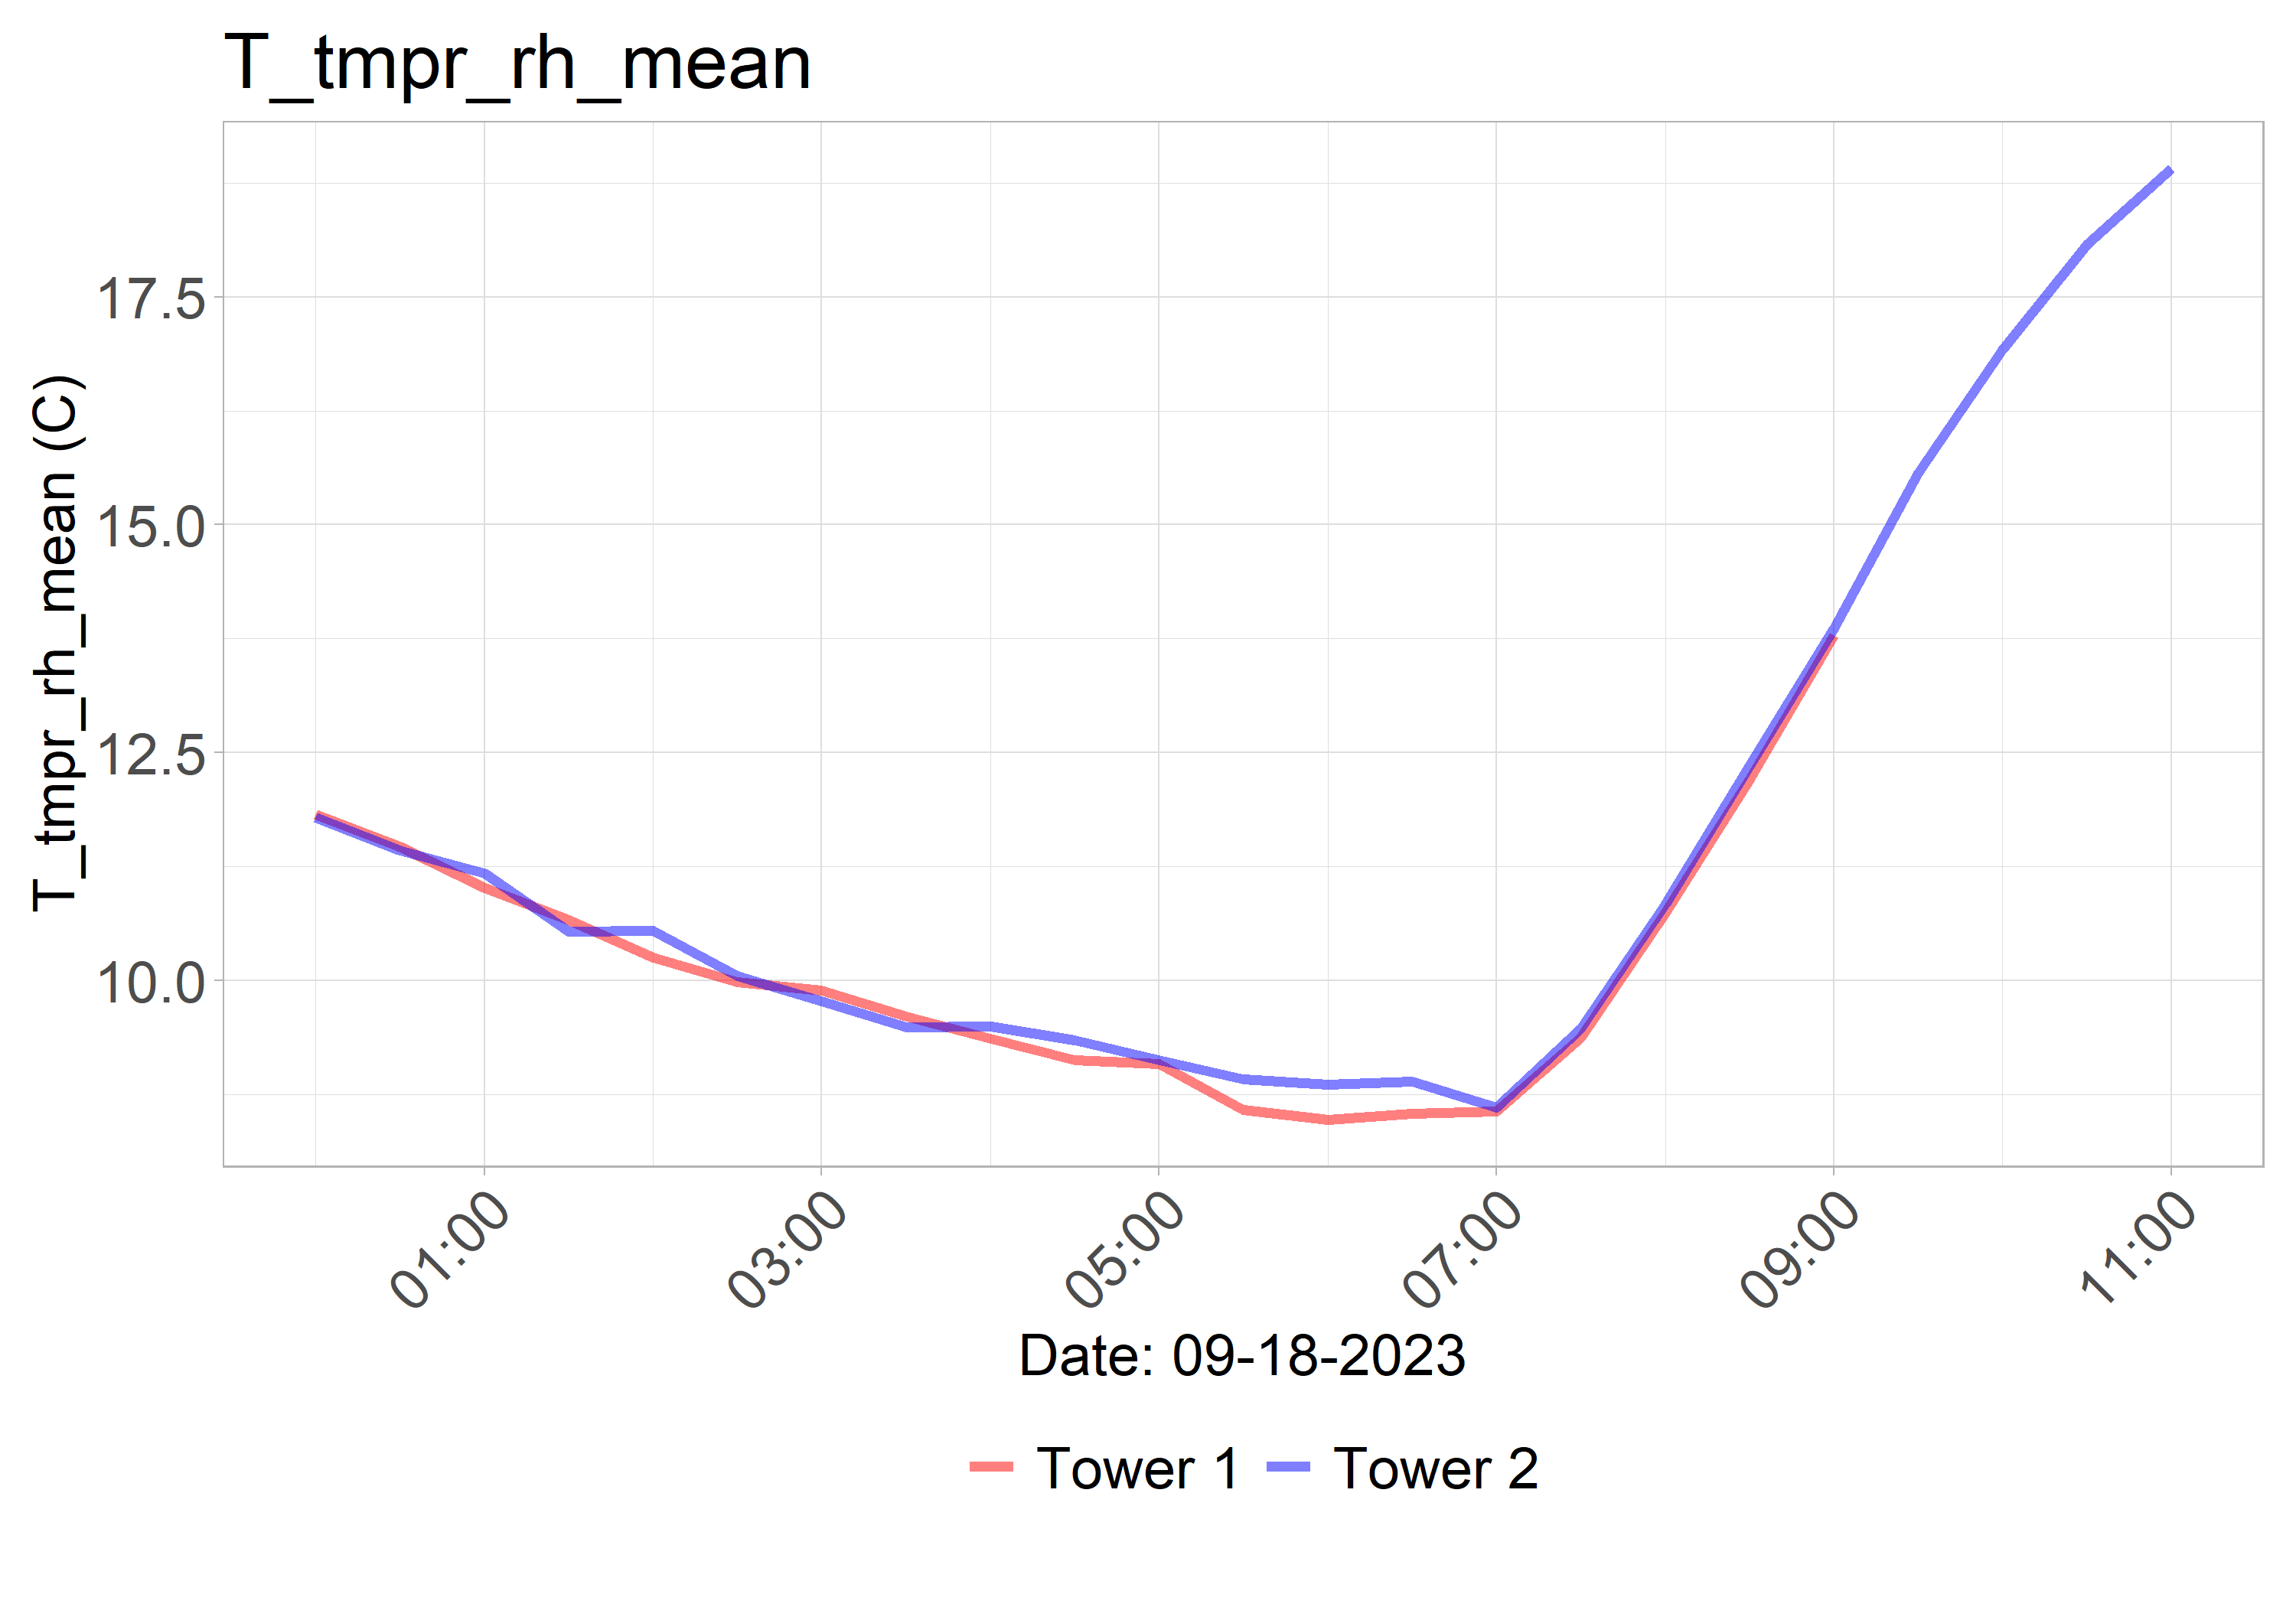 T_tmpr_rh_mean
T_tmpr_rh_mean (C)
17.5
15.0
12.5
10.0
01:00 03:00 05:00 07:00 09:00 11:00
Date: 09-18-2023
Tower 1 Tower 2